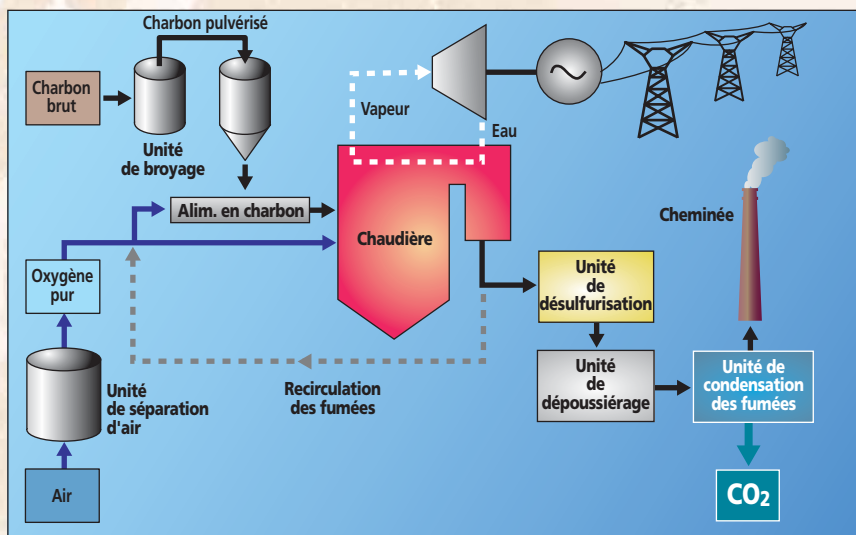 Charbon pulvérisé
Charbon
brut
Unité
de broyage
Vapeur
Eau
Alim. en charbon
Chaudière
Cheminée
Oxygène
pur
Unité
de
désulfurisation
Unité
de séparation
d'air
Recirculation
des fumées
Unité
de
dépoussiérage
Unité de
condensation
des fumées
Air
CO₂